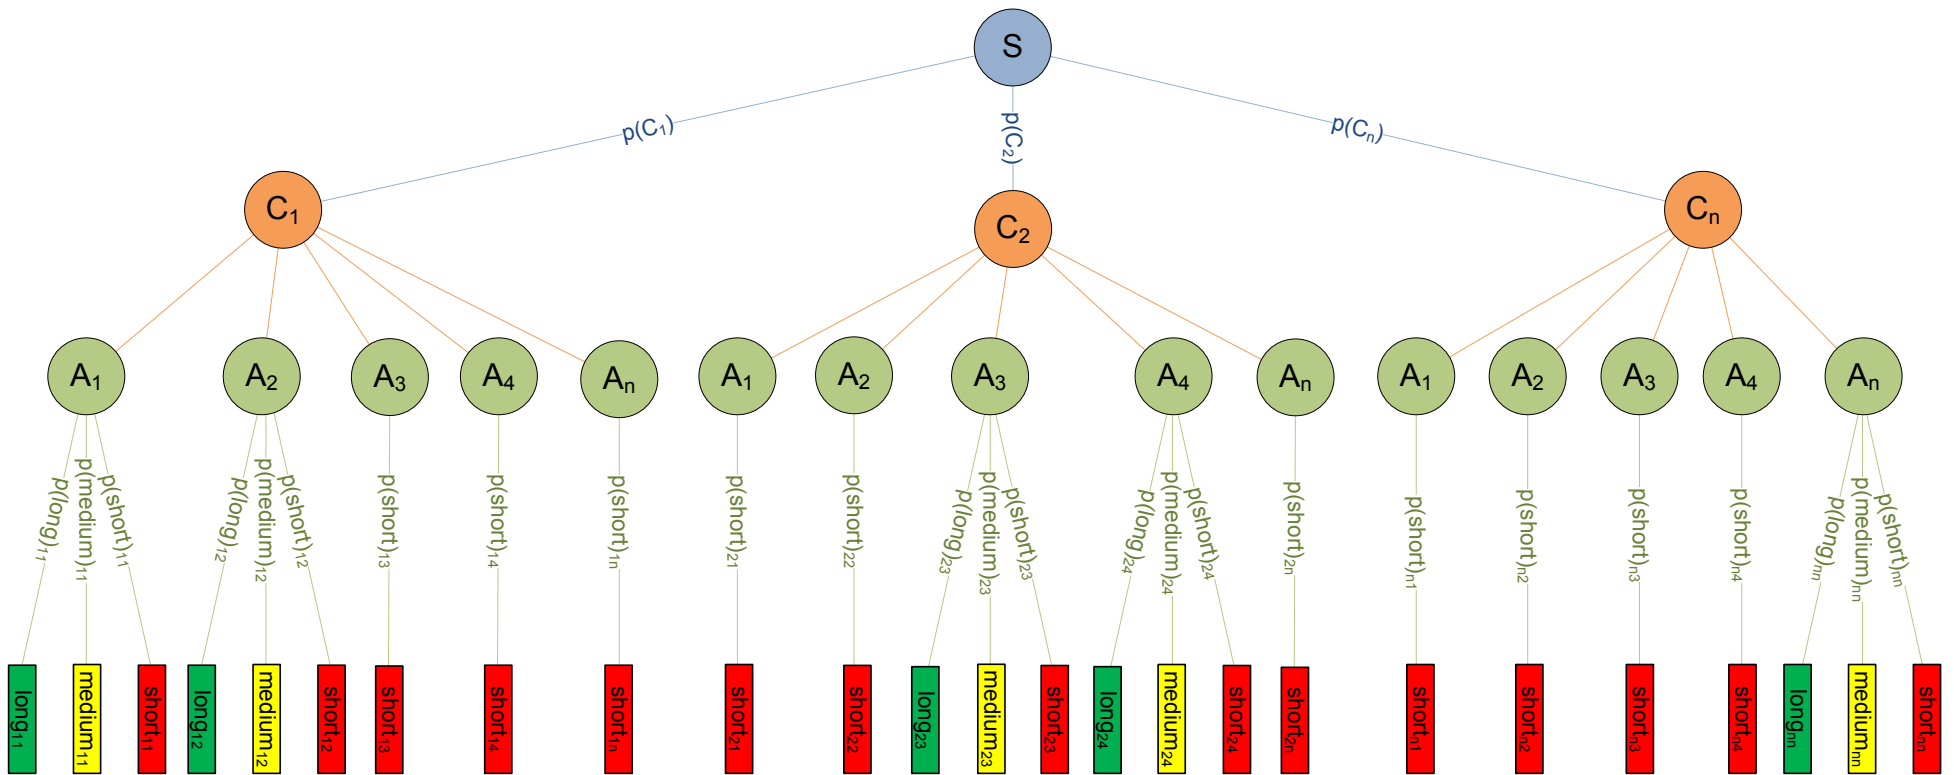 S
p(C₁)
p(C₂)
p(Cₙ)
C₁
C₂
Cₙ
A₁
A₂
A₃
A₄
Aₙ
A₁
A₂
A₃
A₄
Aₙ
A₁
A₂
A₃
A₄
Aₙ
p(long)₁₁
p(medium)₁₁
p(short)₁₁
p(long)₁₂
p(medium)₁₂
p(short)₁₂
p(short)₁₃
p(short)₁₄
p(short)₁ₙ
p(short)₂₁
p(short)₂₂
p(long)₂₃
p(medium)₂₃
p(short)₂₃
p(long)₂₄
p(medium)₂₄
p(short)₂₄
p(short)₂ₙ
p(short)ₙ₁
p(short)ₙ₂
p(short)ₙ₃
p(short)ₙ₄
p(long)ₙₙ
p(medium)ₙₙ
p(short)ₙₙ
long₁₁
medium₁₁
short₁₁
long₁₂
medium₁₂
short₁₂
short₁₃
short₁₄
short₁ₙ
short₂₁
short₂₂
long₂₃
medium₂₃
short₂₃
long₂₄
medium₂₄
short₂₄
short₂ₙ
shortₙ₁
shortₙ₂
shortₙ₃
shortₙ₄
longₙₙ
mediumₙₙ
shortₙₙ